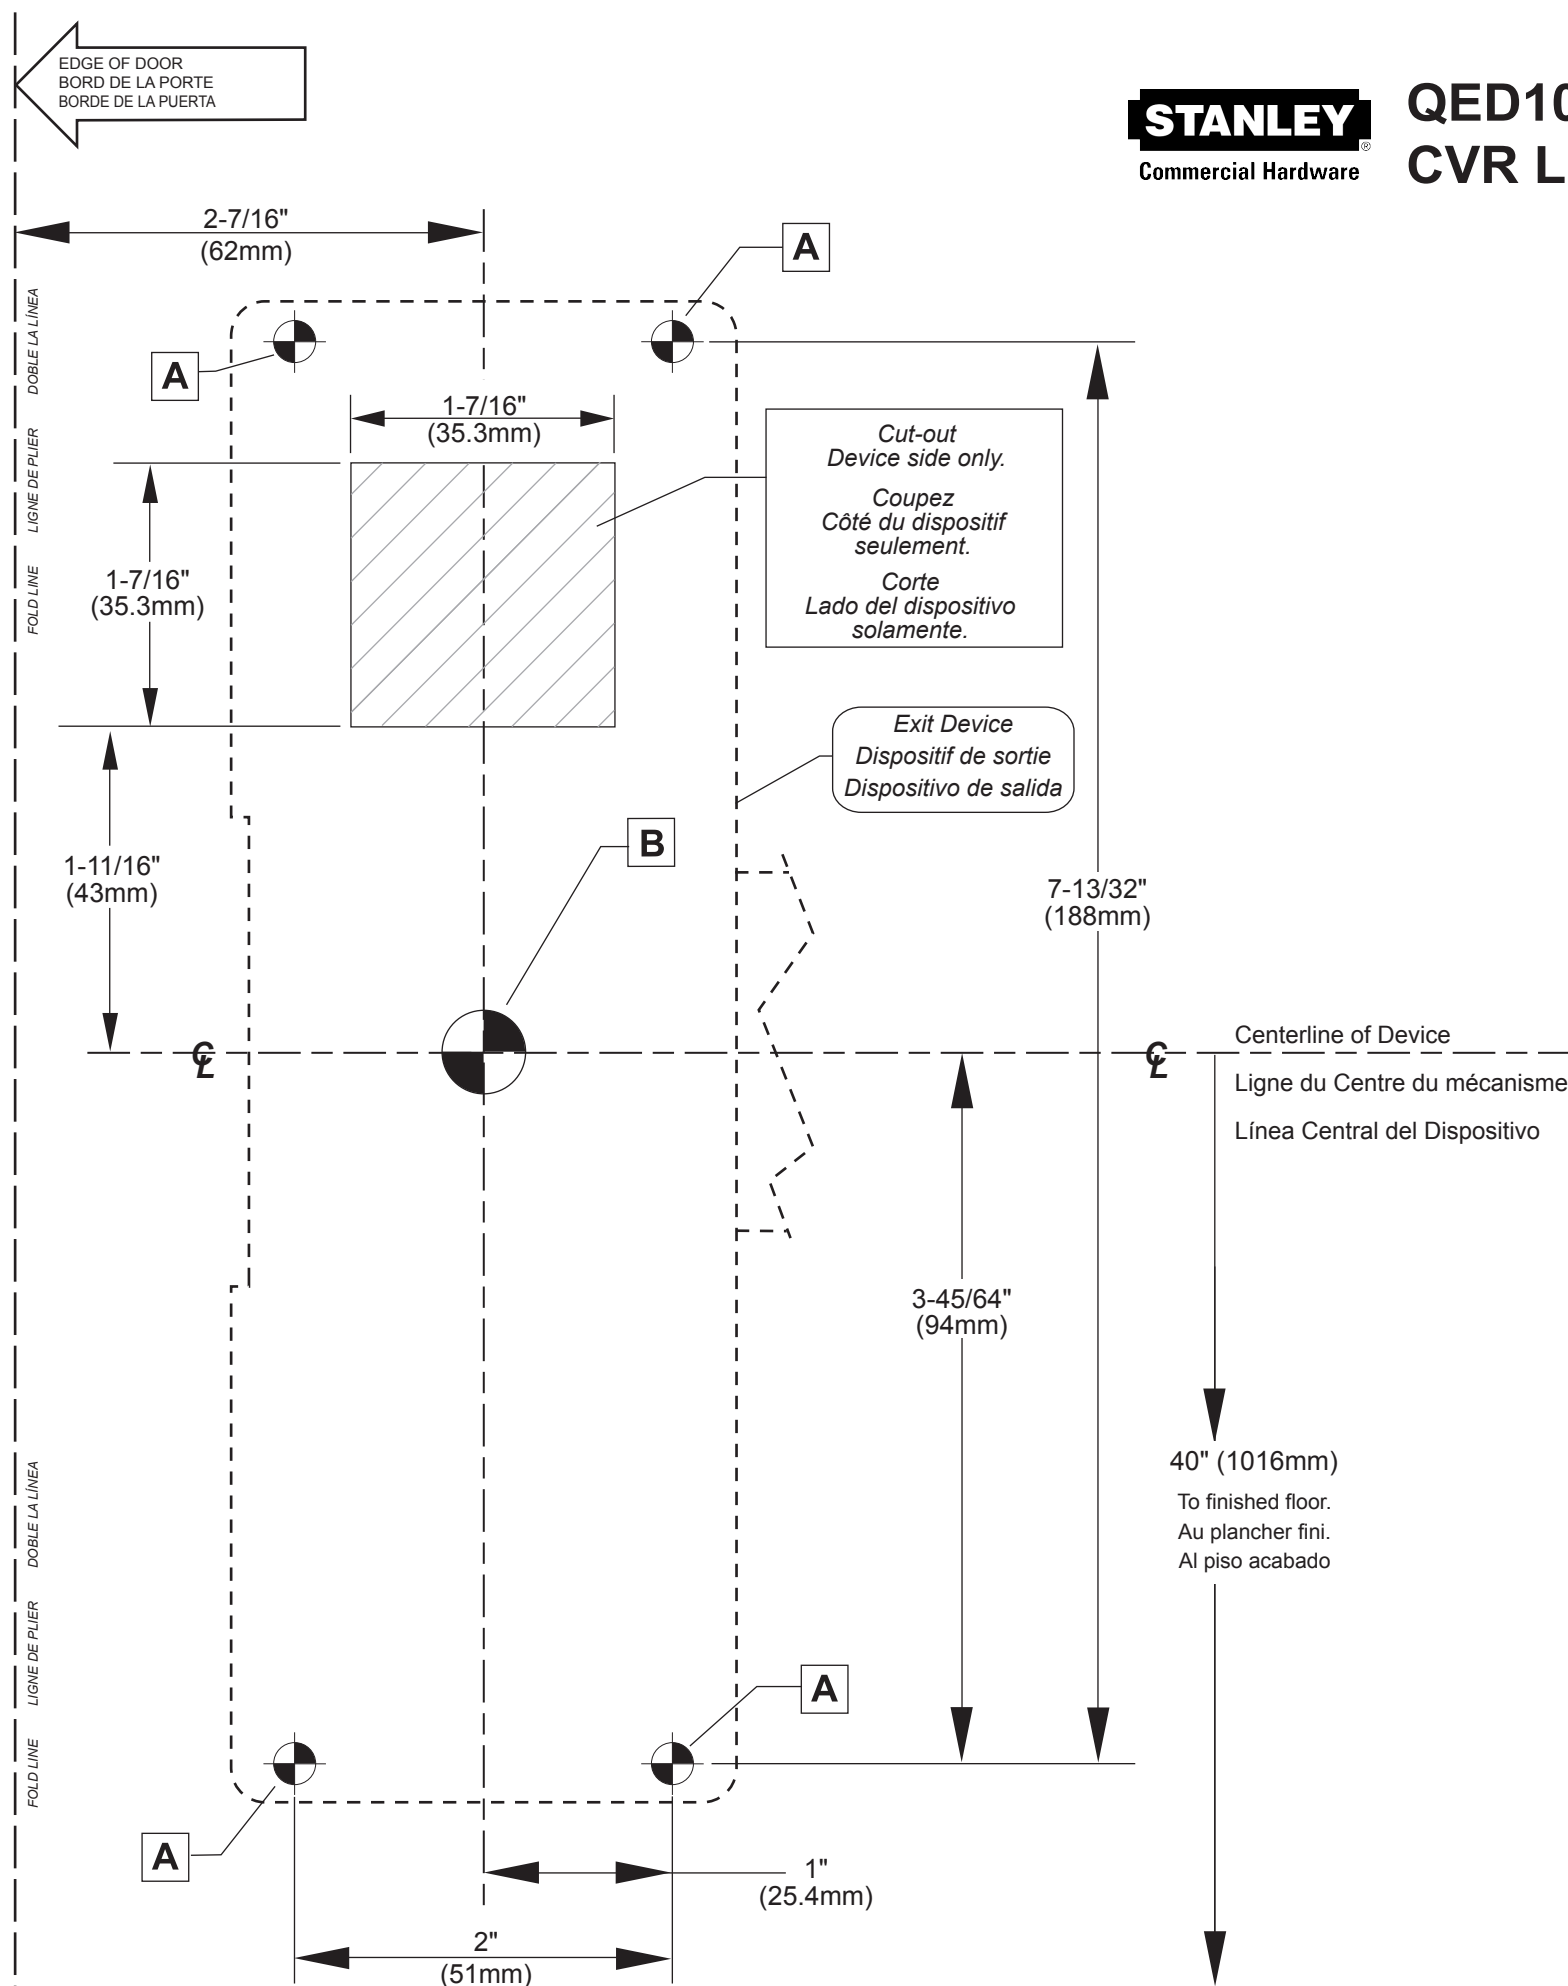 EDGE OF DOOR
BORD DE LA PORTE
BORDE DE LA PUERTA
STANLEY®
Commercial Hardware
QED10
CVR L
2-7/16"
(62mm)
A
A
1-7/16"
(35.3mm)
Cut-out
Device side only.
Coupez
Côté du dispositif
seulement.
Corte
Lado del dispositivo
solamente.
FOLD LINE LIGNE DE PLIER DOBLE LA LÍNEA
1-7/16"
(35.3mm)
Exit Device
Dispositif de sortie
Dispositivo de salida
B
1-11/16"
(43mm)
7-13/32"
(188mm)
CL
CL
Centerline of Device
Ligne du Centre du mécanisme
Línea Central del Dispositivo
3-45/64"
(94mm)
40" (1016mm)
To finished floor.
Au plancher fini.
Al piso acabado
FOLD LINE LIGNE DE PLIER DOBLE LA LÍNEA
A
A
1"
(25.4mm)
2"
(51mm)